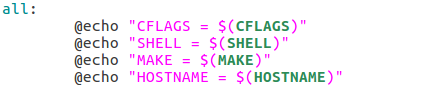 all:
        @echo "CFLAGS = $(CFLAGS)"
        @echo "SHELL = $(SHELL)"
        @echo "MAKE = $(MAKE)"
        @echo "HOSTNAME = $(HOSTNAME)"